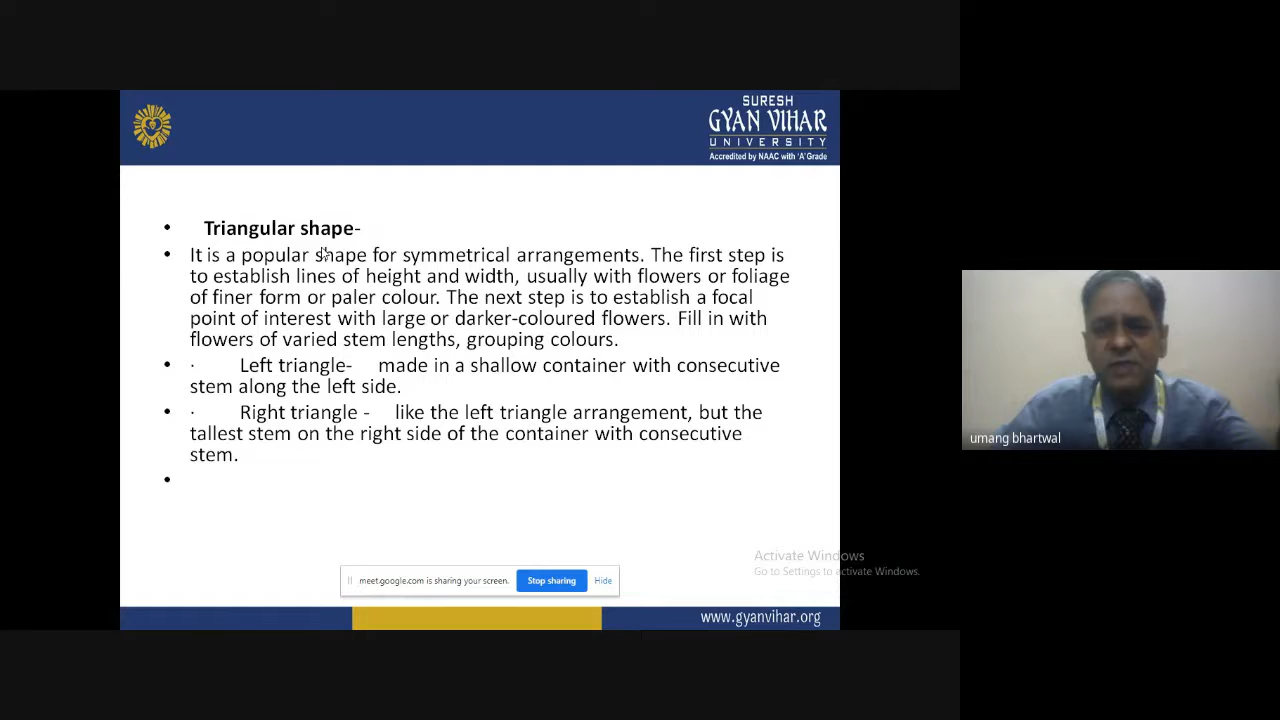 SURESH
GYAN VIHAR
UNIVERSITY
Accredited by NAAC with 'A' Grade
• Triangular shape-
• It is a popular shape for symmetrical arrangements. The first step is
to establish lines of height and width, usually with flowers or foliage
of finer form or paler colour. The next step is to establish a focal
point of interest with large or darker-coloured flowers. Fill in with
flowers of varied stem lengths, grouping colours.
• · Left triangle- made in a shallow container with consecutive
stem along the left side.
• · Right triangle - like the left triangle arrangement, but the
tallest stem on the right side of the container with consecutive
stem.
•
umang bhartwal
Activate Windows
Go to Settings to activate Windows.
meet.google.com is sharing your screen. Stop sharing Hide
www.gyanvihar.org